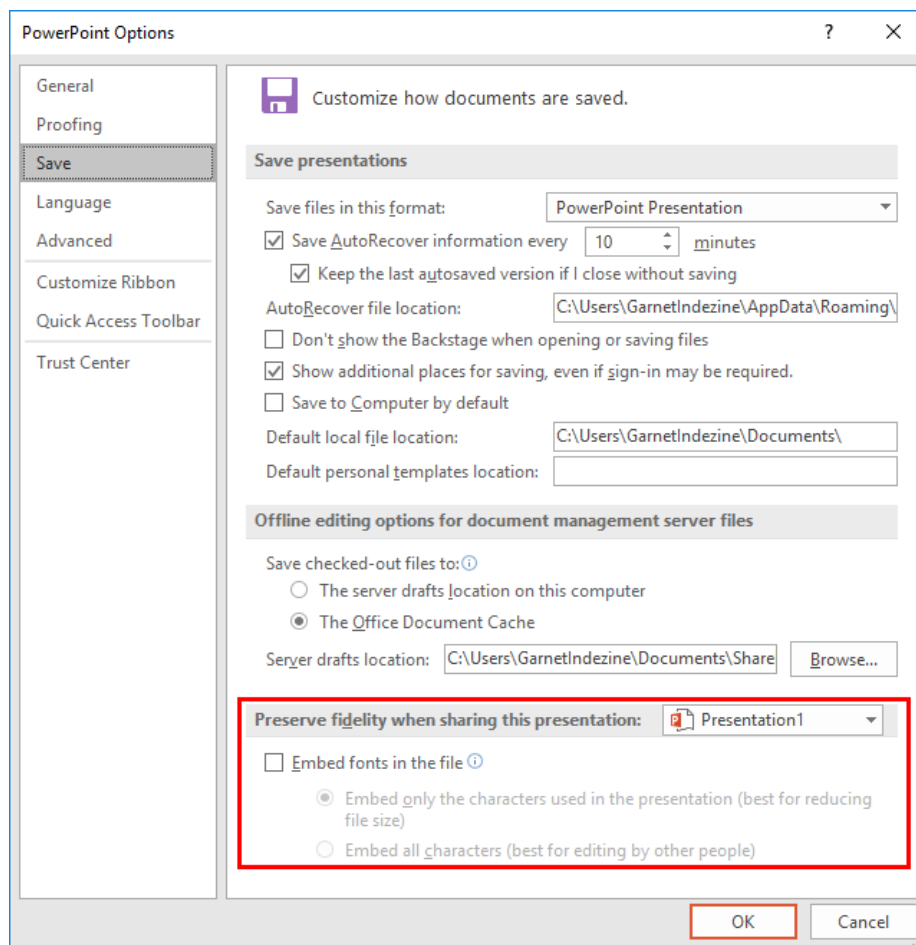 PowerPoint Options
General
Proofing
Save
Language
Advanced
Customize Ribbon
Quick Access Toolbar
Trust Center
Customize how documents are saved.
Save presentations
Save files in this format: PowerPoint Presentation
Save AutoRecover information every 10 minutes
Keep the last autosaved version if I close without saving
AutoRecover file location: C:\Users\GarnetIndezine\AppData\Roaming\
Don't show the Backstage when opening or saving files
Show additional places for saving, even if sign-in may be required.
Save to Computer by default
Default local file location: C:\Users\GarnetIndezine\Documents\
Default personal templates location:
Offline editing options for document management server files
Save checked-out files to:
The server drafts location on this computer
The Office Document Cache
Server drafts location: C:\Users\GarnetIndezine\Documents\Share Browse...
Preserve fidelity when sharing this presentation: Presentation1
Embed fonts in the file
Embed only the characters used in the presentation (best for reducing
file size)
Embed all characters (best for editing by other people)
OK Cancel